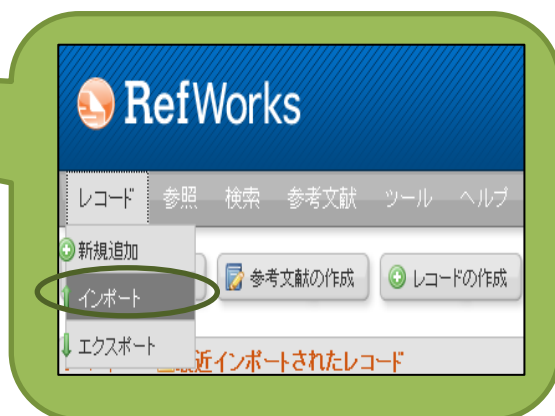 RefWorks
レコード 参照 検索 参考文献 ツール ヘルプ
新規追加
参考文献の作成 レコードの作成
インポート
エクスポート
近インポートされたレコード